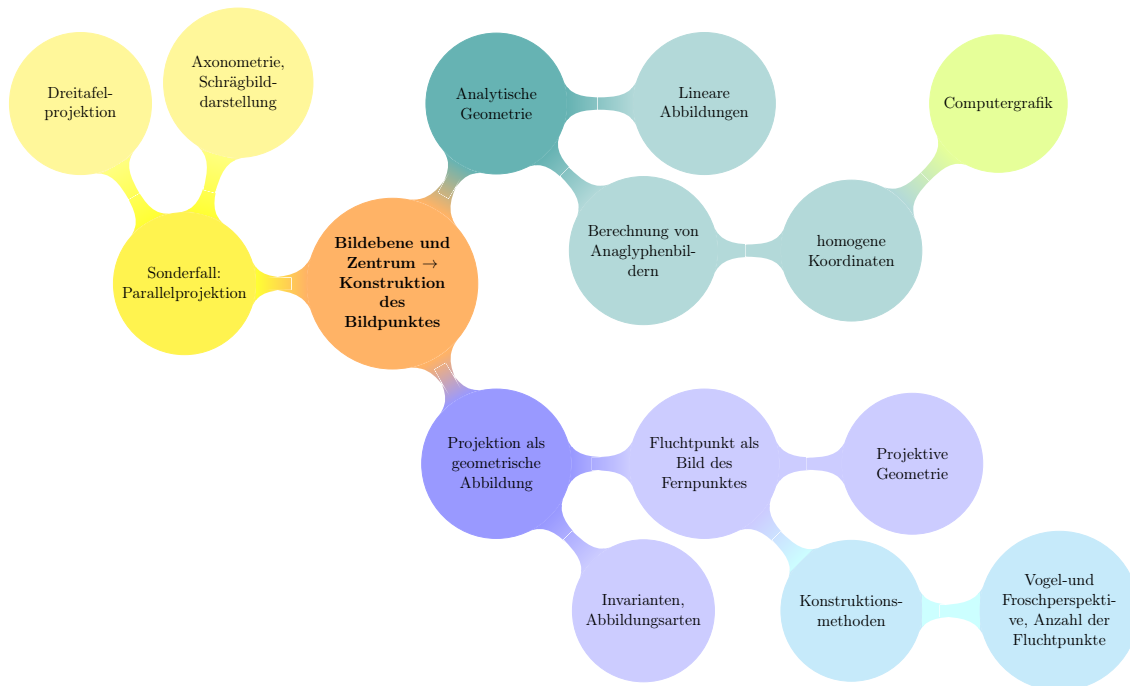 Dreitafel-
projektion
Axonometrie,
Schrägbild-
darstellung
Analytische
Geometrie
Lineare
Abbildungen
Computergrafik
Sonderfall:
Parallelprojektion
Bildebene und
Zentrum →
Konstruktion
des
Bildpunktes
Berechnung von
Anaglyphenbil-
dern
homogene
Koordinaten
Projektion als
geometrische
Abbildung
Fluchtpunkt als
Bild des
Fernpunktes
Projektive
Geometrie
Invarianten,
Abbildungsarten
Konstruktions-
methoden
Vogel-und
Froschperspekti-
ve, Anzahl der
Fluchtpunkte